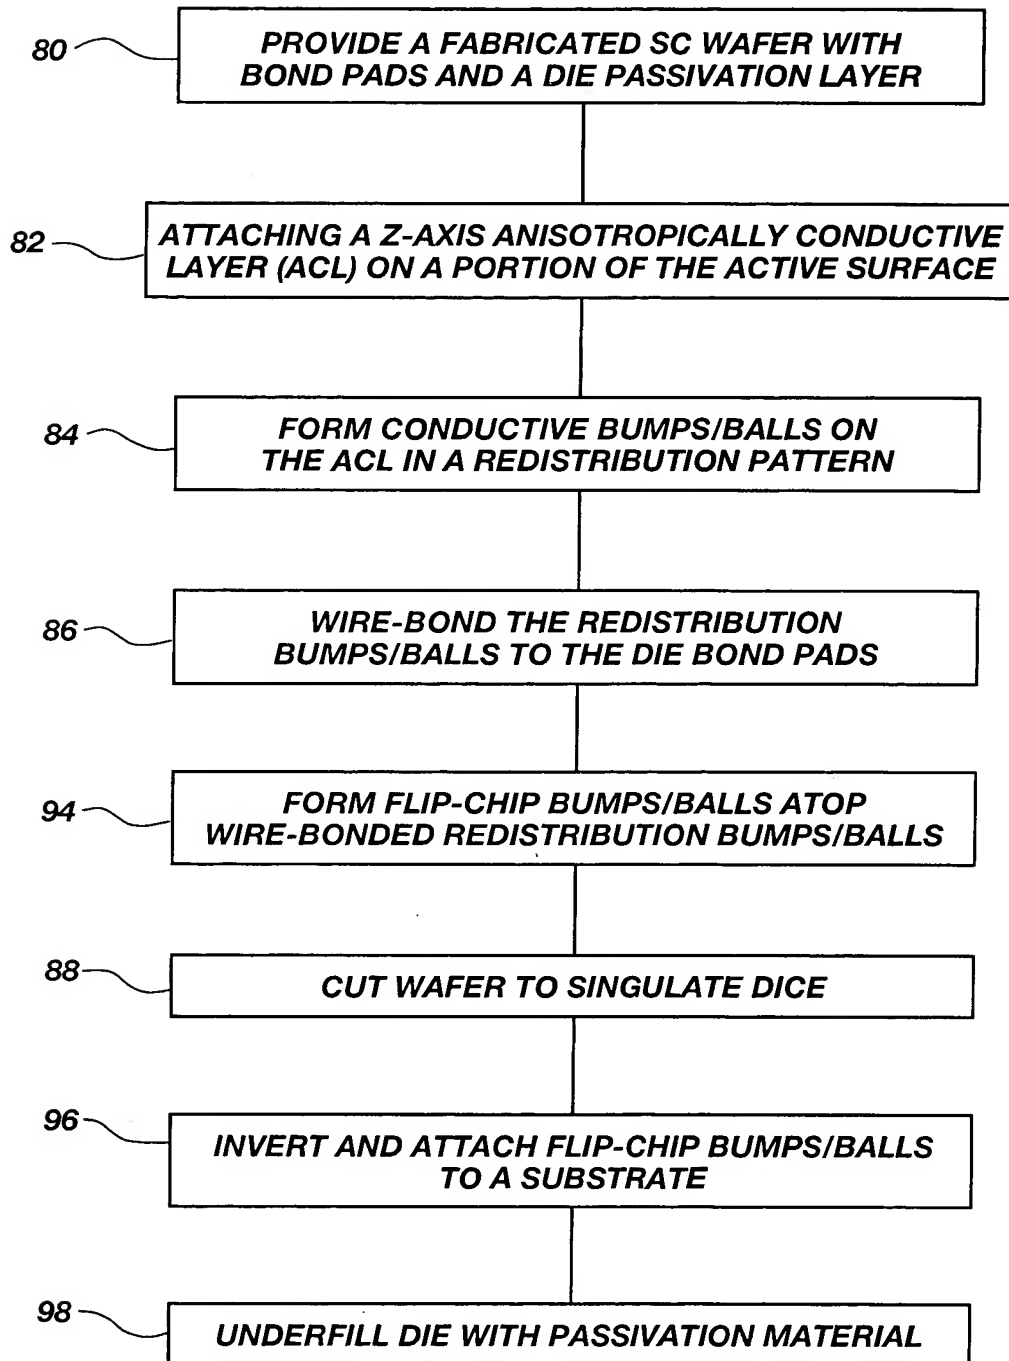 80
PROVIDE A FABRICATED SC WAFER WITH
BOND PADS AND A DIE PASSIVATION LAYER
82
ATTACHING A Z-AXIS ANISOTROPICALLY CONDUCTIVE
LAYER (ACL) ON A PORTION OF THE ACTIVE SURFACE
84
FORM CONDUCTIVE BUMPS/BALLS ON
THE ACL IN A REDISTRIBUTION PATTERN
86
WIRE-BOND THE REDISTRIBUTION
BUMPS/BALLS TO THE DIE BOND PADS
94
FORM FLIP-CHIP BUMPS/BALLS ATOP
WIRE-BONDED REDISTRIBUTION BUMPS/BALLS
88
CUT WAFER TO SINGULATE DICE
96
INVERT AND ATTACH FLIP-CHIP BUMPS/BALLS
TO A SUBSTRATE
98
UNDERFILL DIE WITH PASSIVATION MATERIAL